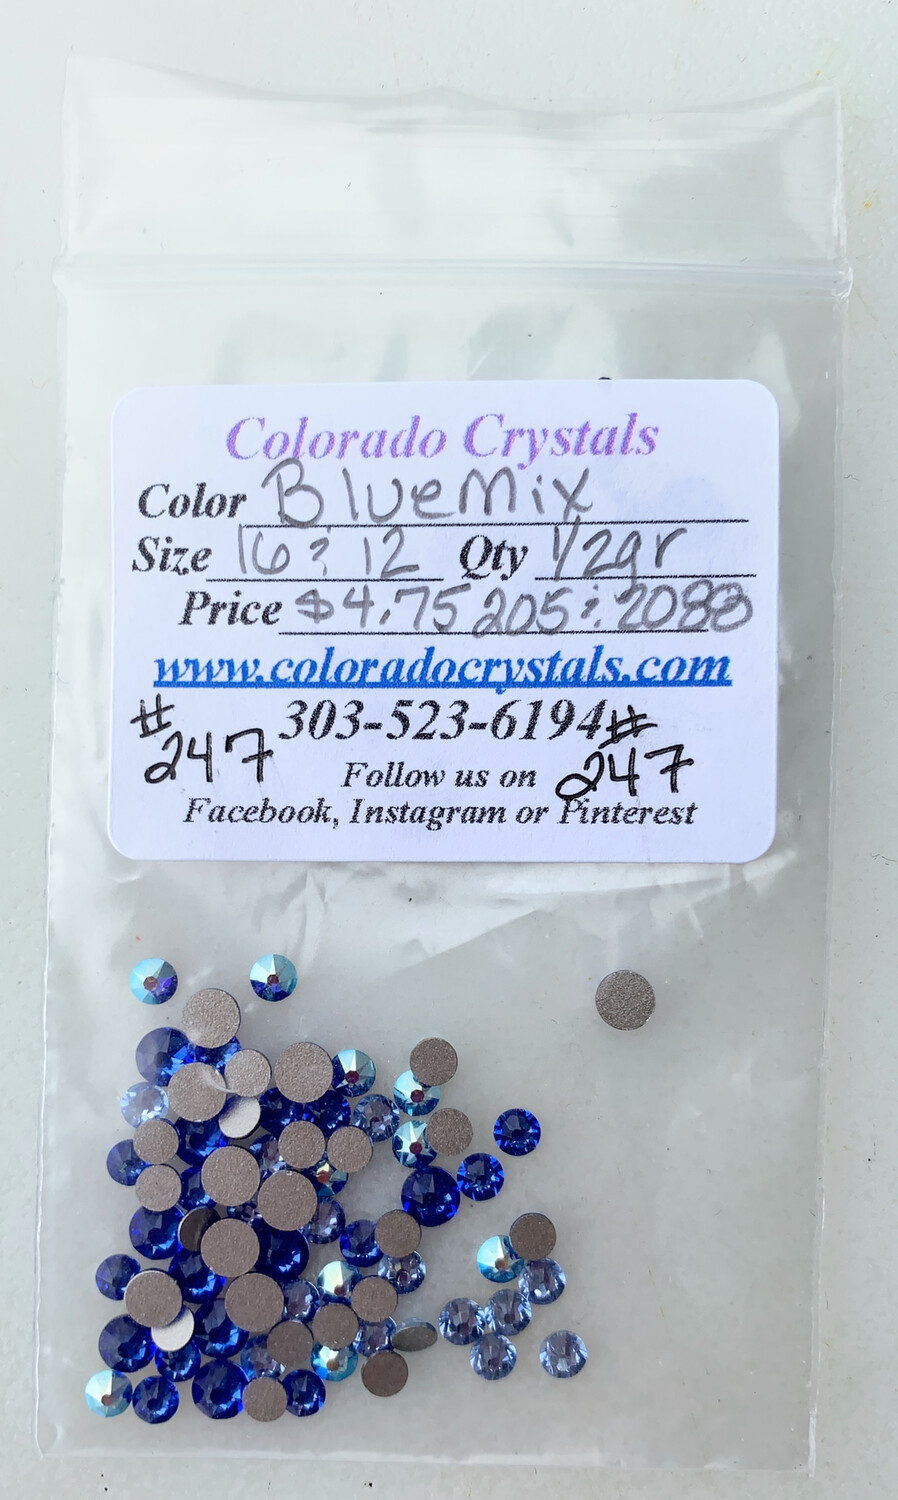 Colorado Crystals
Color BlueMix
Size 16 & 12 Qty 1/2gr
Price $4.75 205 & 2088
www.coloradocrystals.com
# 303-523-6194 #
247 Follow us on 247
Facebook, Instagram or Pinterest